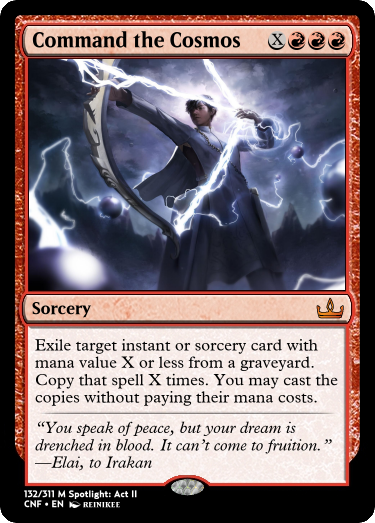 Command the Cosmos X
Sorcery
Exile target instant or sorcery card with
mana value X or less from a graveyard.
Copy that spell X times. You may cast the
copies without paying their mana costs.
“You speak of peace, but your dream is
drenched in blood. It can’t come to fruition.”
—Elai, to Irakan
132/311 M Spotlight: Act II
CNF • EN REINIKEE